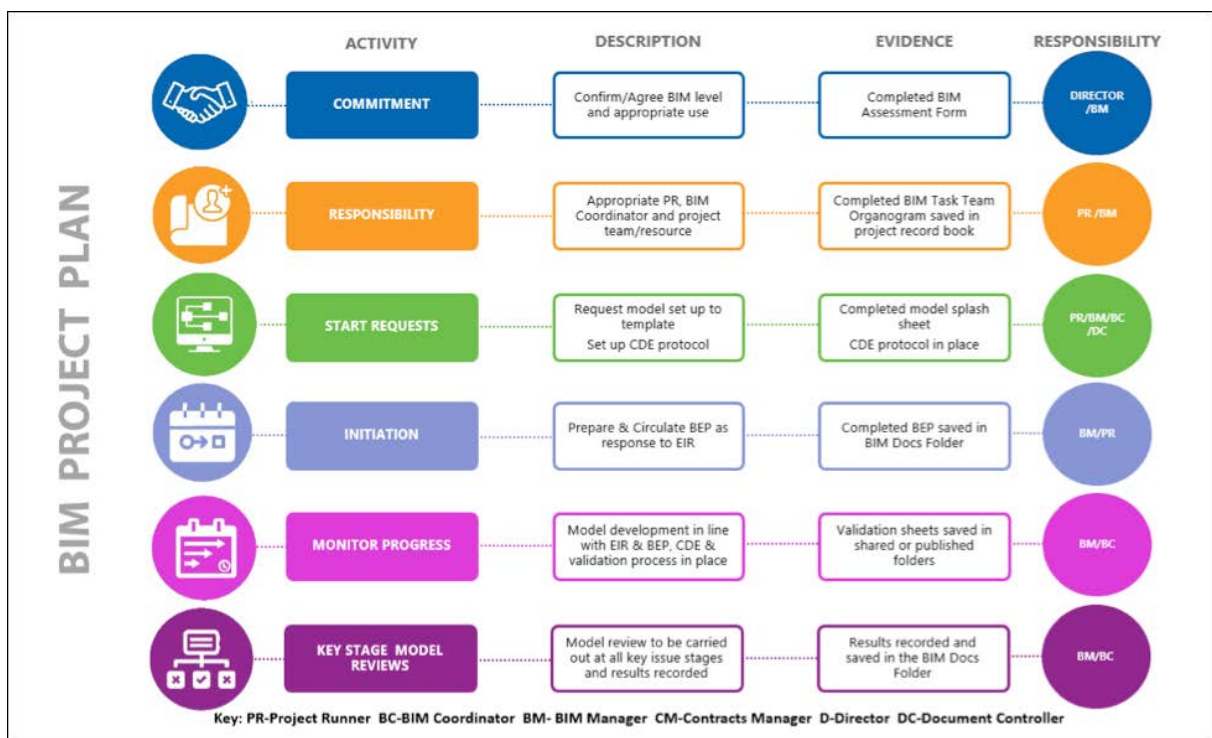 BIM PROJECT PLAN
ACTIVITY
DESCRIPTION
EVIDENCE
RESPONSIBILITY
COMMITMENT
Confirm/Agree BIM level
and appropriate use
Completed BIM
Assessment Form
DIRECTOR
/BM
RESPONSIBILITY
Appropriate PR, BIM
Coordinator and project
team/resource
Completed BIM Task Team
Organogram saved in
project record book
PR /BM
START REQUESTS
Request model set up to
template
Set up CDE protocol
Completed model splash
sheet
CDE protocol in place
PR/BM/BC
/DC
INITIATION
Prepare & Circulate BEP as
response to EIR
Completed BEP saved in
BIM Docs Folder
BM/PR
MONITOR PROGRESS
Model development in line
with EIR & BEP, CDE &
validation process in place
Validation sheets saved in
shared or published
folders
BM/BC
KEY STAGE MODEL
REVIEWS
Model review to be carried
out at all key issue stages
and results recorded
Results recorded and
saved in the BIM Docs
Folder
BM/BC
Key: PR-Project Runner BC-BIM Coordinator BM- BIM Manager CM-Contracts Manager D-Director DC-Document Controller